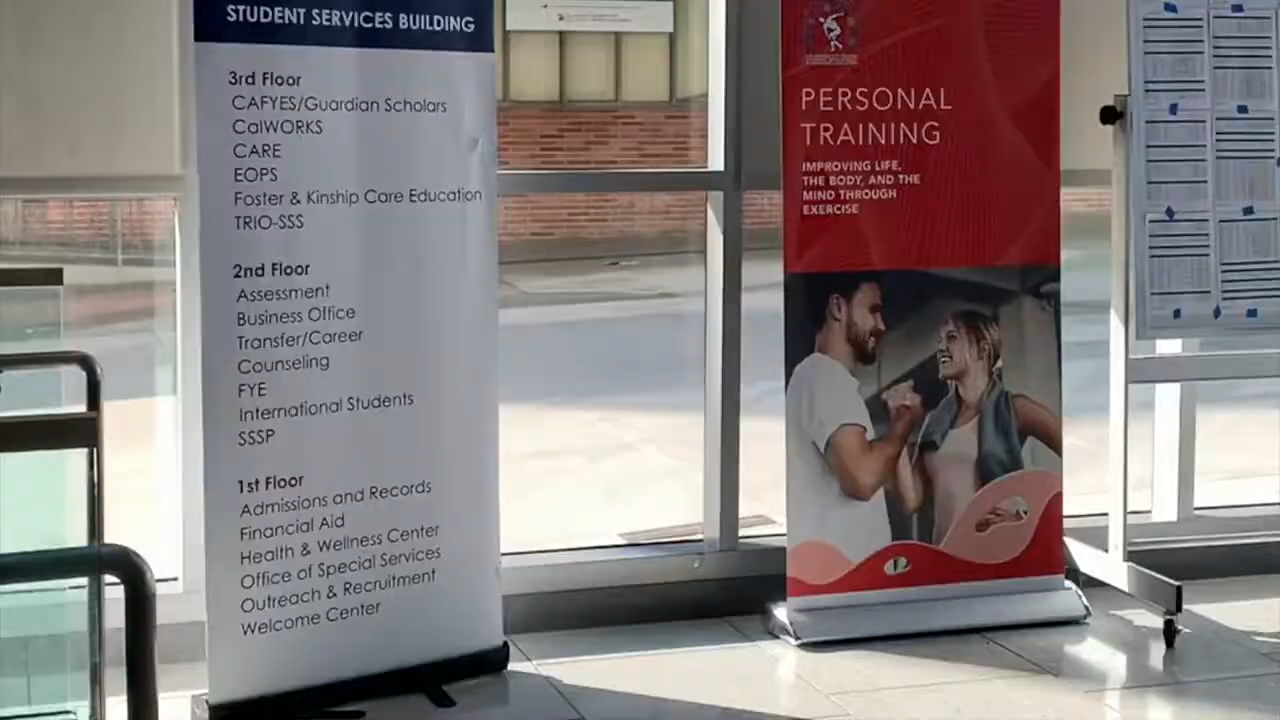 STUDENT SERVICES BUILDING
3rd Floor
CAFYES/Guardian Scholars
CalWORKS
CARE
EOPS
Foster & Kinship Care Education
TRIO-SSS
2nd Floor
Assessment
Business Office
Transfer/Career
Counseling
FYE
International Students
SSSP
1st Floor
Admissions and Records
Financial Aid
Health & Wellness Center
Office of Special Services
Outreach & Recruitment
Welcome Center
PERSONAL
TRAINING
IMPROVING LIFE,
THE BODY, AND THE
MIND THROUGH
EXERCISE